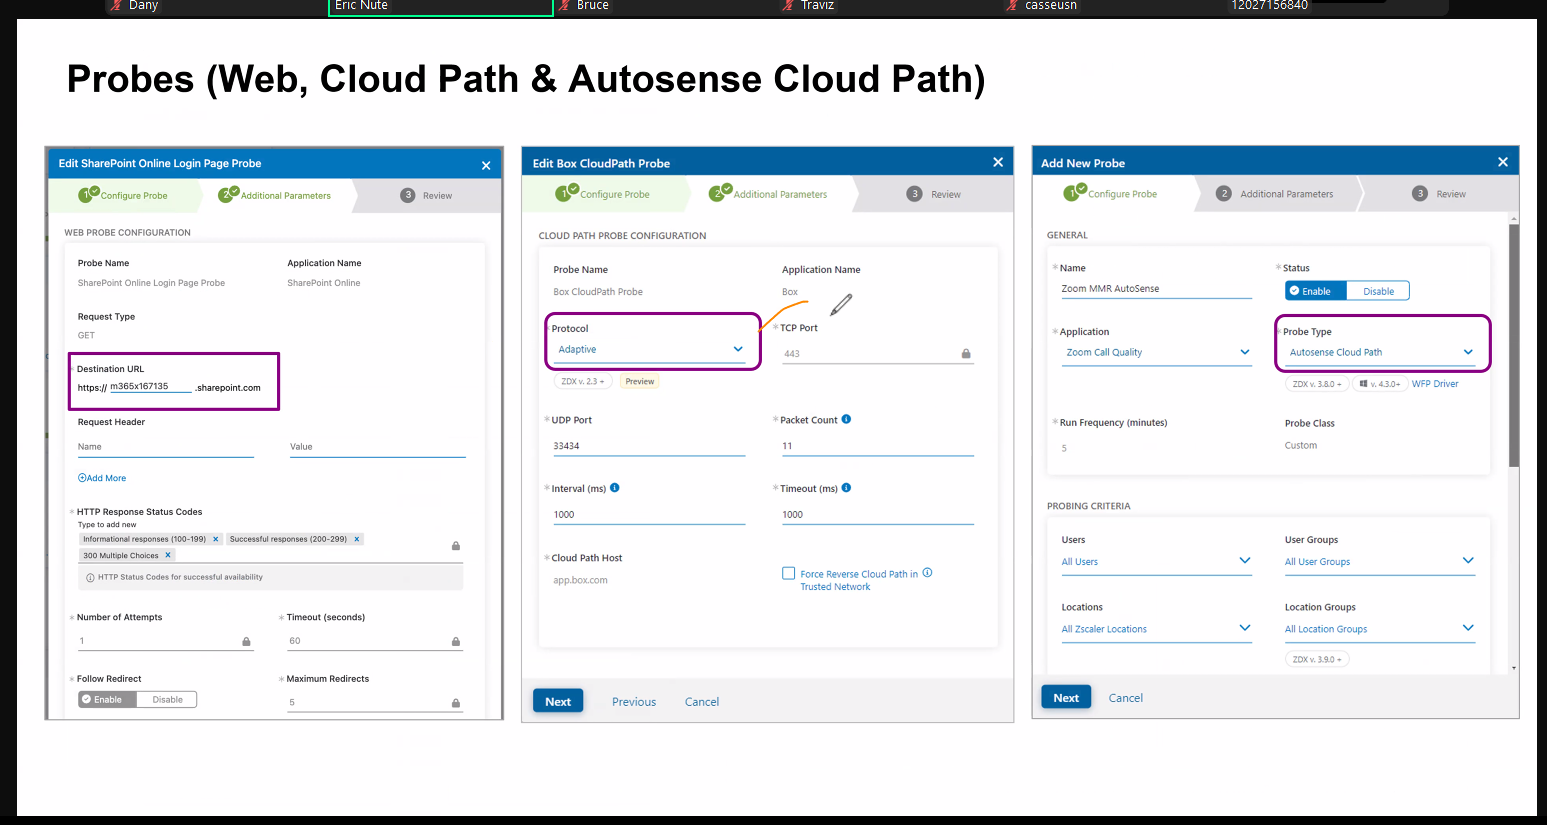 Dany
Eric Nute
Bruce
Traviz
casseusn
12027156840
Probes (Web, Cloud Path & Autosense Cloud Path)
Edit SharePoint Online Login Page Probe
1 Configure Probe
2 Additional Parameters
3 Review
WEB PROBE CONFIGURATION
Probe Name
Application Name
SharePoint Online Login Page Probe
SharePoint Online
Request Type
GET
Destination URL
https:// m365x167135 .sharepoint.com
Request Header
Name
Value
Add More
* HTTP Response Status Codes
Type to add new
Informational responses (100-199) ×
Successful responses (200-299) ×
300 Multiple Choices ×
HTTP Status Codes for successful availability
* Number of Attempts
* Timeout (seconds)
1
60
* Follow Redirect
* Maximum Redirects
Enable
Disable
5
Edit Box CloudPath Probe
1 Configure Probe
2 Additional Parameters
3 Review
CLOUD PATH PROBE CONFIGURATION
Probe Name
Application Name
Box CloudPath Probe
Box
* Protocol
* TCP Port
Adaptive
443
ZDX v. 2.3 +
Preview
* UDP Port
* Packet Count
33434
11
* Interval (ms)
* Timeout (ms)
1000
1000
* Cloud Path Host
app.box.com
Force Reverse Cloud Path in
Trusted Network
Next
Previous
Cancel
Add New Probe
1 Configure Probe
2 Additional Parameters
3 Review
GENERAL
* Name
* Status
Zoom MMR AutoSense
Enable
Disable
* Application
* Probe Type
Zoom Call Quality
Autosense Cloud Path
ZDX v. 3.8.0 +
v. 4.3.0+
WFP Driver
* Run Frequency (minutes)
Probe Class
5
Custom
PROBING CRITERIA
Users
User Groups
All Users
All User Groups
Locations
Location Groups
All Zscaler Locations
All Location Groups
ZDX v. 3.9.0 +
Next
Cancel